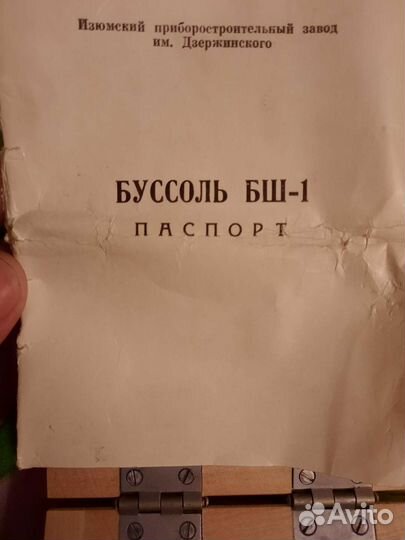 Изюмский приборостроительный завод
им. Дзержинского
БУССОЛЬ БШ-1
ПАСПОРТ
Avito